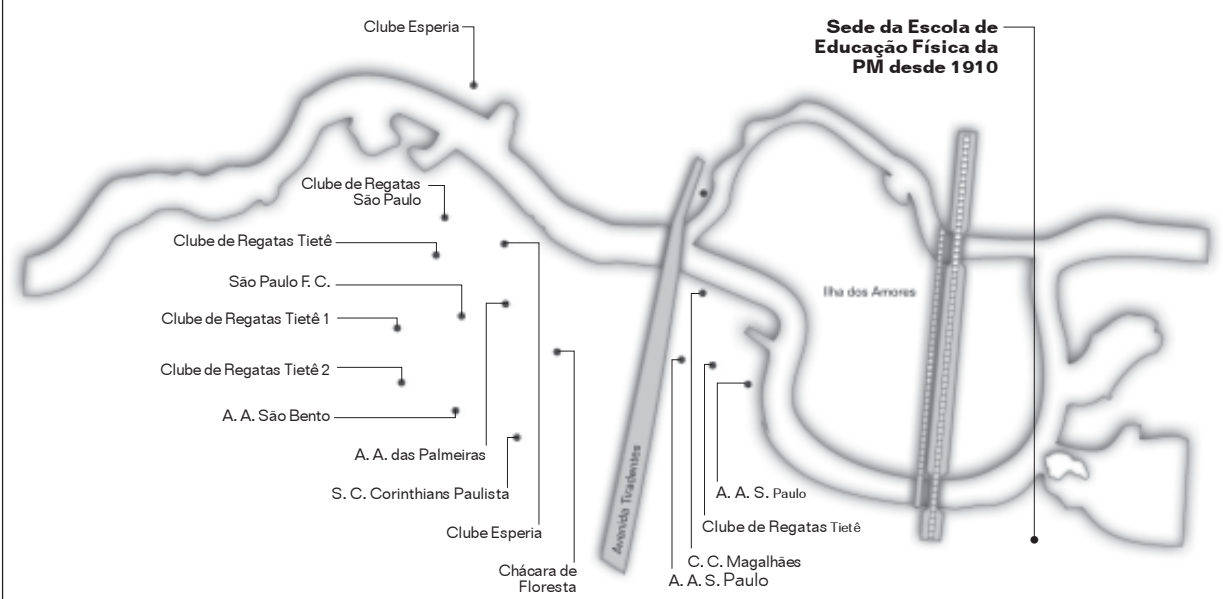 Clube Esperia
Sede da Escola de
Educação Física da
PM desde 1910
Clube de Regatas
São Paulo
Clube de Regatas Tietê
São Paulo F. C.
Clube de Regatas Tietê 1
Clube de Regatas Tietê 2
A. A. São Bento
A. A. das Palmeiras
S. C. Corinthians Paulista
Clube Esperia
Chácara de
Floresta
Avenida Tiradentes
Ilha dos Amores
A. A. S. Paulo
Clube de Regatas Tietê
C. C. Magalhães
A. A. S. Paulo